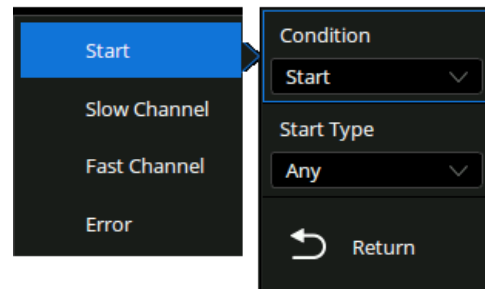 Start
Slow Channel
Fast Channel
Error
Condition
Start
Start Type
Any
Return